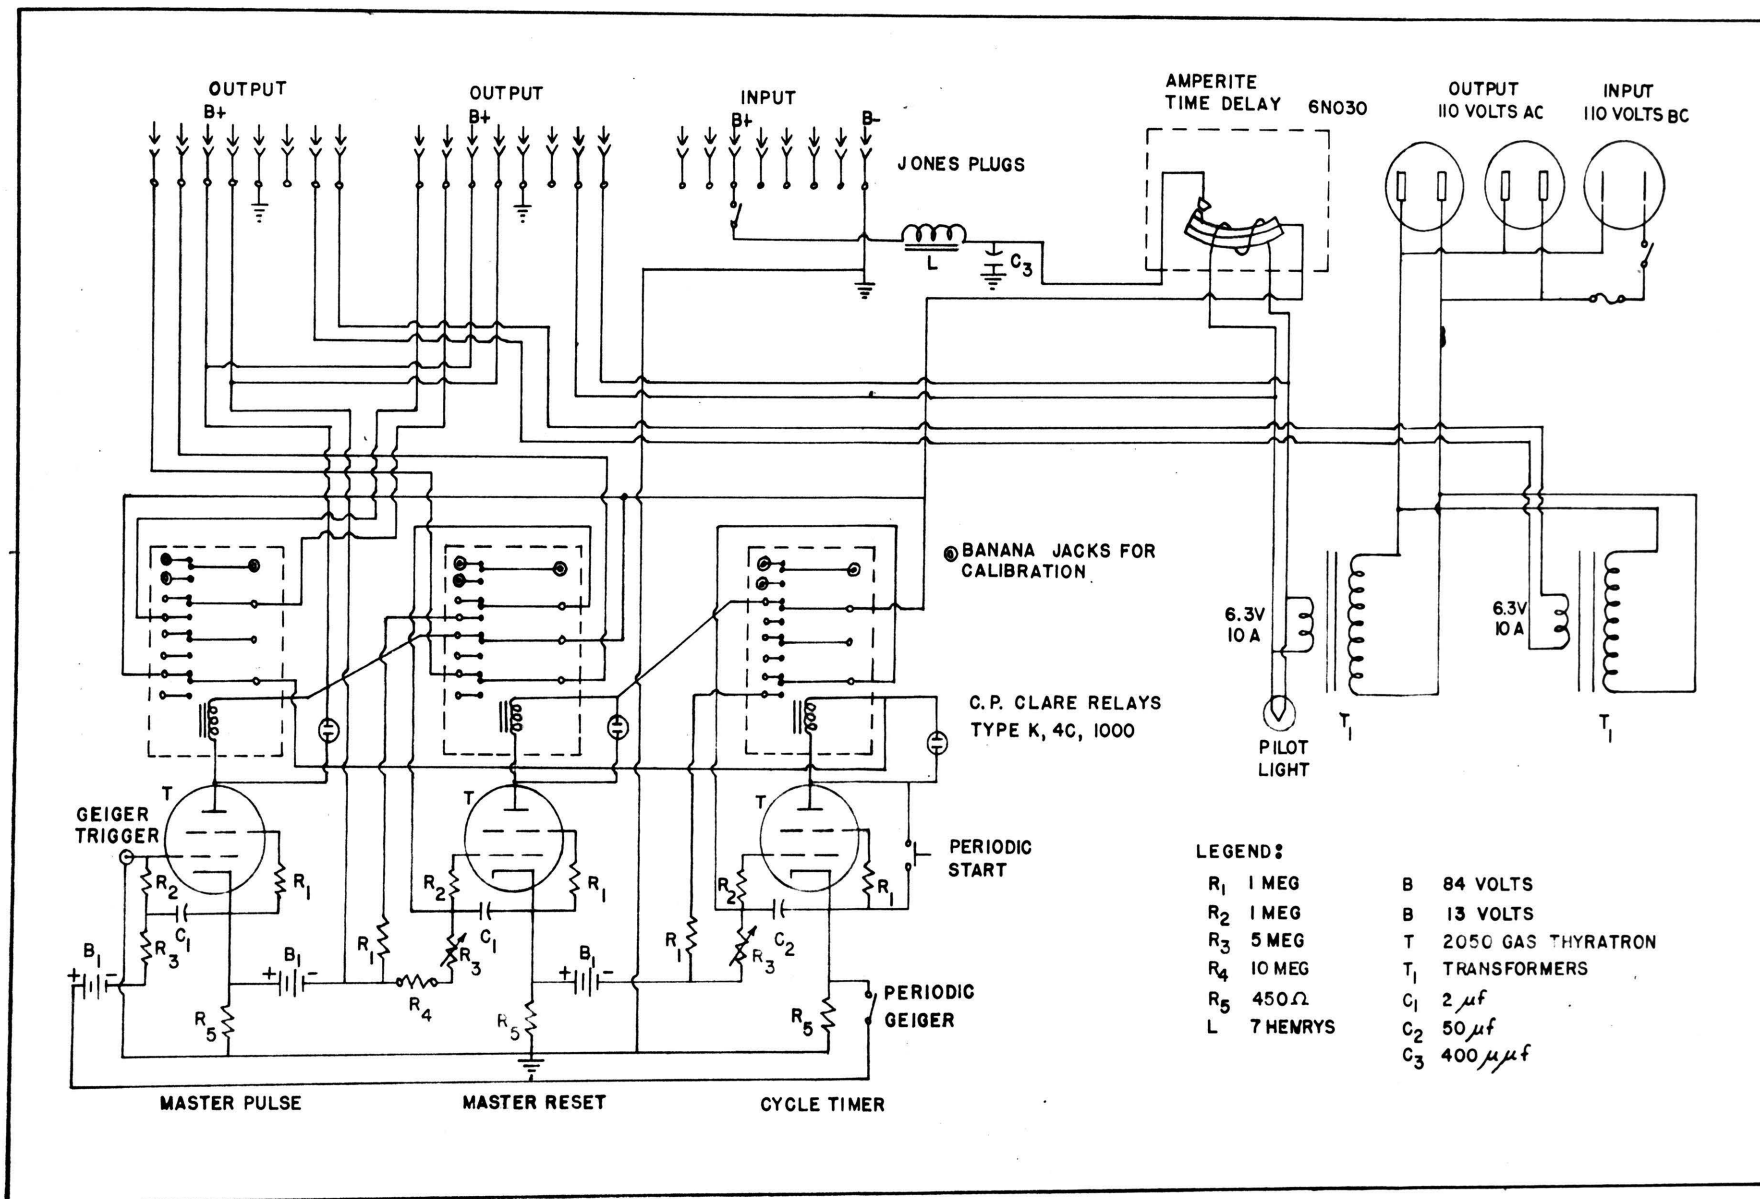 OUTPUT
B+
OUTPUT
B+
INPUT
B+
B-
JONES PLUGS
AMPERITE
TIME DELAY 6N030
OUTPUT
110 VOLTS AC
INPUT
110 VOLTS BC
L
C3
BANANA JACKS FOR
CALIBRATION
6.3V
10 A
6.3V
10 A
C.P. CLARE RELAYS
TYPE K, 4C, 1000
T1
T1
PILOT
LIGHT
GEIGER
TRIGGER
T
T
T
PERIODIC
START
R2
R1
C1
R3
B1
+ -
B1
+ -
R5
R1
R2
R1
C1
R3
R4
R5
B1
+ -
R1
R2
R1
C2
R3
R5
PERIODIC
GEIGER
MASTER PULSE
MASTER RESET
CYCLE TIMER
LEGEND:
R1 1 MEG
R2 1 MEG
R3 5 MEG
R4 10 MEG
R5 450Ω
L 7 HENRYS
B 84 VOLTS
B 13 VOLTS
T 2050 GAS THYRATRON
T1 TRANSFORMERS
C1 2 μf
C2 50 μf
C3 400 μμf